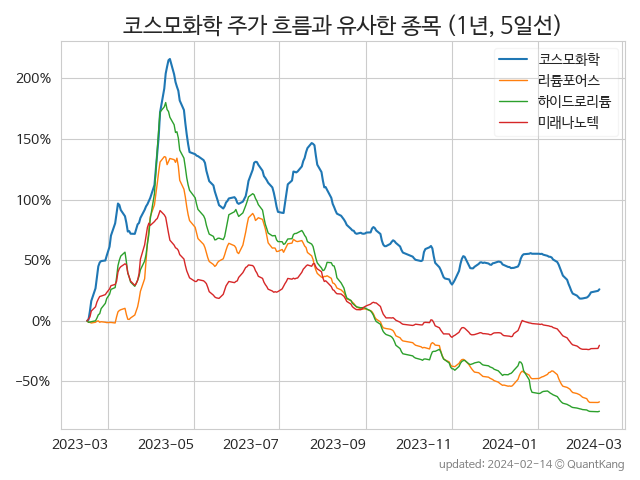 코스모화학 주가 흐름과 유사한 종목 (1년, 5일선)
코스모화학
리튬포어스
하이드로리튬
미래나노텍
200%
150%
100%
50%
0%
−50%
2023-03 2023-05 2023-07 2023-09 2023-11 2024-01 2024-03
updated: 2024-02-14 © QuantKang